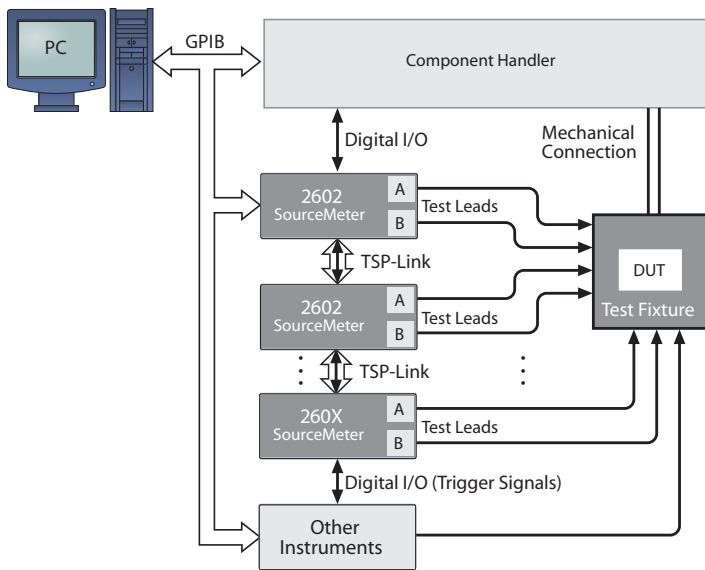 PC
GPIB
Component Handler
Digital I/O
Mechanical
Connection
2602
SourceMeter
A
B
Test Leads
TSP-Link
DUT
Test Fixture
2602
SourceMeter
A
B
Test Leads
TSP-Link
260X
SourceMeter
A
B
Test Leads
Digital I/O (Trigger Signals)
Other
Instruments